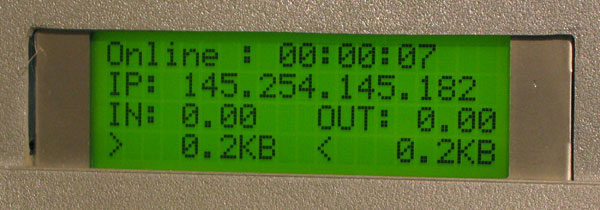 Online : 00:00:07
IP: 145.254.145.182
IN: 0.00 OUT: 0.00
> 0.2KB < 0.2KB